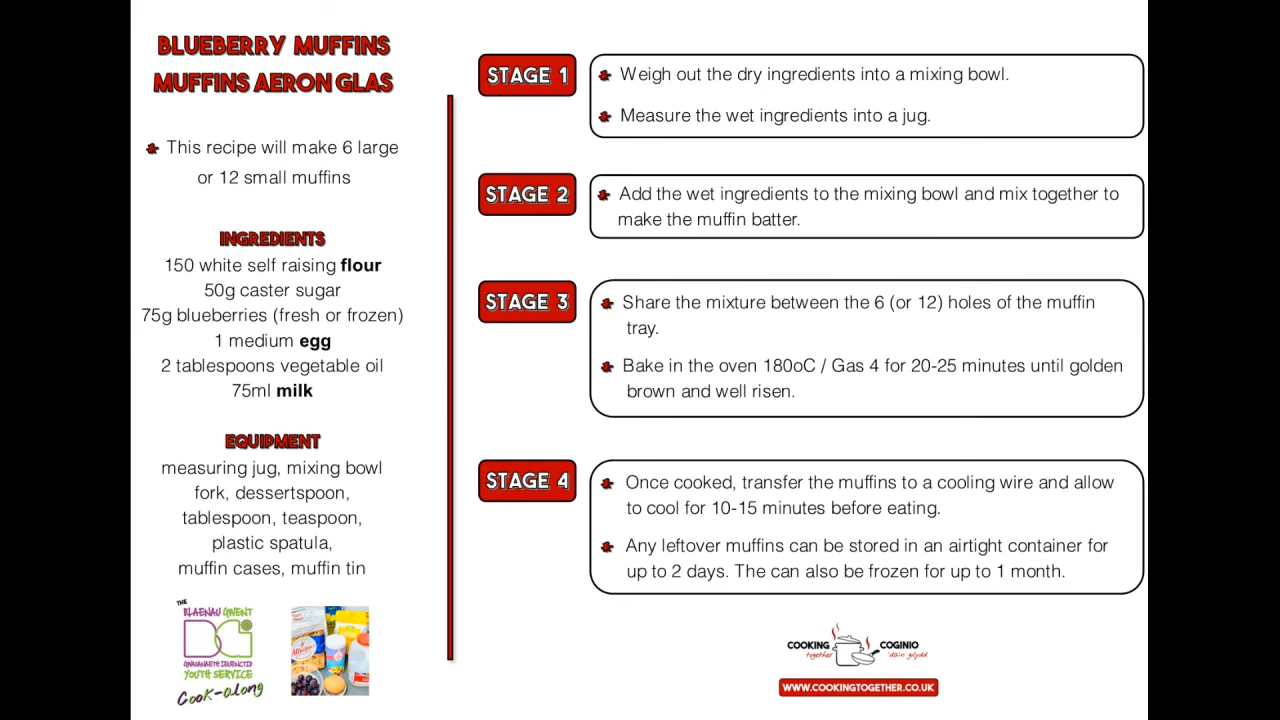 BLUEBERRY MUFFINS
MUFFINS AERON GLAS
This recipe will make 6 large
or 12 small muffins
INGREDIENTS
150 white self raising flour
50g caster sugar
75g blueberries (fresh or frozen)
1 medium egg
2 tablespoons vegetable oil
75ml milk
EQUIPMENT
measuring jug, mixing bowl
fork, dessertspoon,
tablespoon, teaspoon,
plastic spatula,
muffin cases, muffin tin
THE
BLAENAU GWENT
GWASANAETH IEUENCTID
YOUTH SERVICE
Cook-along
STAGE 1
Weigh out the dry ingredients into a mixing bowl.
Measure the wet ingredients into a jug.
STAGE 2
Add the wet ingredients to the mixing bowl and mix together to
make the muffin batter.
STAGE 3
Share the mixture between the 6 (or 12) holes of the muffin
tray.
Bake in the oven 180oC / Gas 4 for 20-25 minutes until golden
brown and well risen.
STAGE 4
Once cooked, transfer the muffins to a cooling wire and allow
to cool for 10-15 minutes before eating.
Any leftover muffins can be stored in an airtight container for
up to 2 days. The can also be frozen for up to 1 month.
COOKING COGINIO
together 'dda'n gilydd
WWW.COOKINGTOGETHER.CO.UK